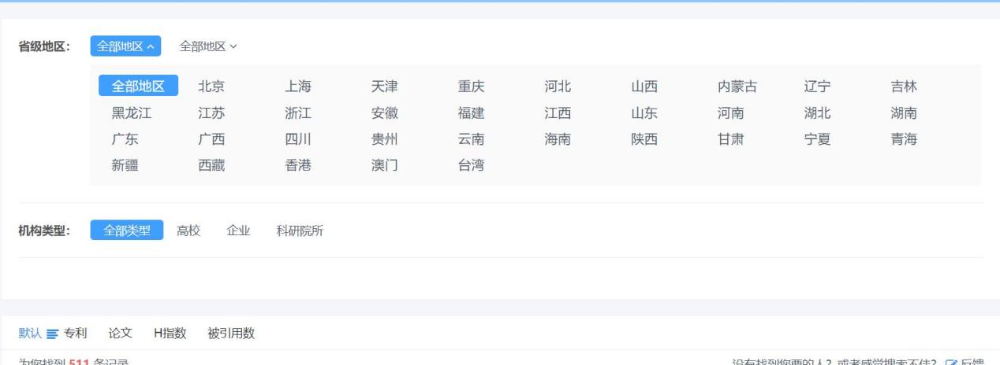 省级地区： 全部地区 全部地区
全部地区 北京 上海 天津 重庆 河北 山西 内蒙古 辽宁 吉林
黑龙江 江苏 浙江 安徽 福建 江西 山东 河南 湖北 湖南
广东 广西 四川 贵州 云南 海南 陕西 甘肃 宁夏 青海
新疆 西藏 香港 澳门 台湾
机构类型： 全部类型 高校 企业 科研院所
默认 专利 论文 H指数 被引用数
为您找到 511 条记录 没有找到您要的人？或者感觉搜索不佳？ 反馈